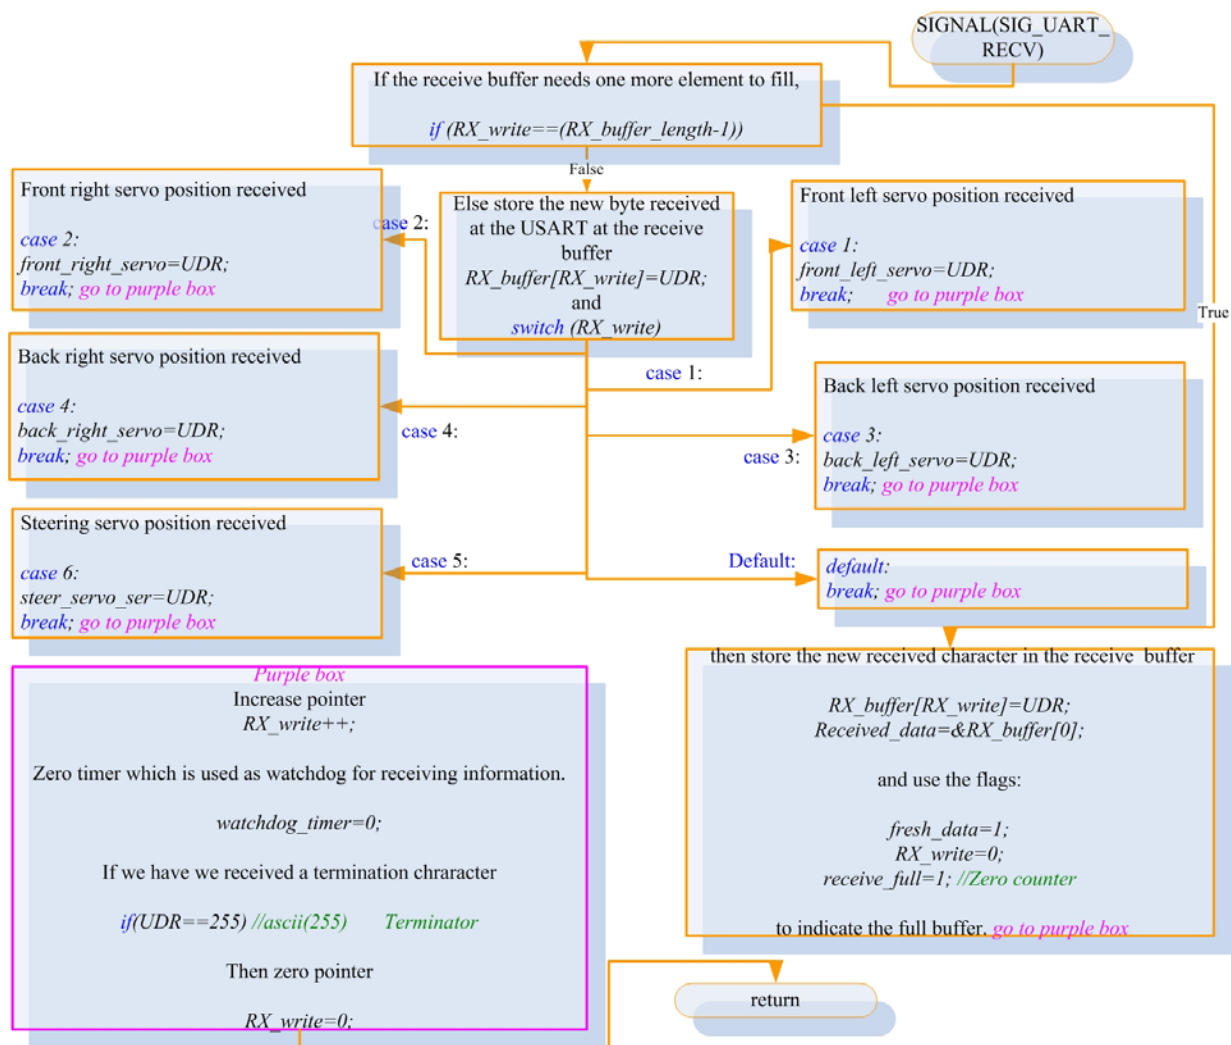 SIGNAL(SIG_UART_
RECV)
If the receive buffer needs one more element to fill,
if (RX_write==(RX_buffer_length-1))
False
True
Else store the new byte received
at the USART at the receive
buffer
RX_buffer[RX_write]=UDR;
and
switch (RX_write)
Front right servo position received
case 2:
front_right_servo=UDR;
break; go to purple box
case 2:
Front left servo position received
case 1:
front_left_servo=UDR;
break; go to purple box
case 1:
Back right servo position received
case 4:
back_right_servo=UDR;
break; go to purple box
case 4:
Back left servo position received
case 3:
back_left_servo=UDR;
break; go to purple box
case 3:
Steering servo position received
case 6:
steer_servo_ser=UDR;
break; go to purple box
case 5:
Default:
default:
break; go to purple box
Purple box
Increase pointer
RX_write++;
Zero timer which is used as watchdog for receiving information.
watchdog_timer=0;
If we have we received a termination chraracter
if(UDR==255) //ascii(255) Terminator
Then zero pointer
RX_write=0;
then store the new received character in the receive buffer
RX_buffer[RX_write]=UDR;
Received_data=&RX_buffer[0];
and use the flags:
fresh_data=1;
RX_write=0;
receive_full=1; //Zero counter
to indicate the full buffer. go to purple box
return